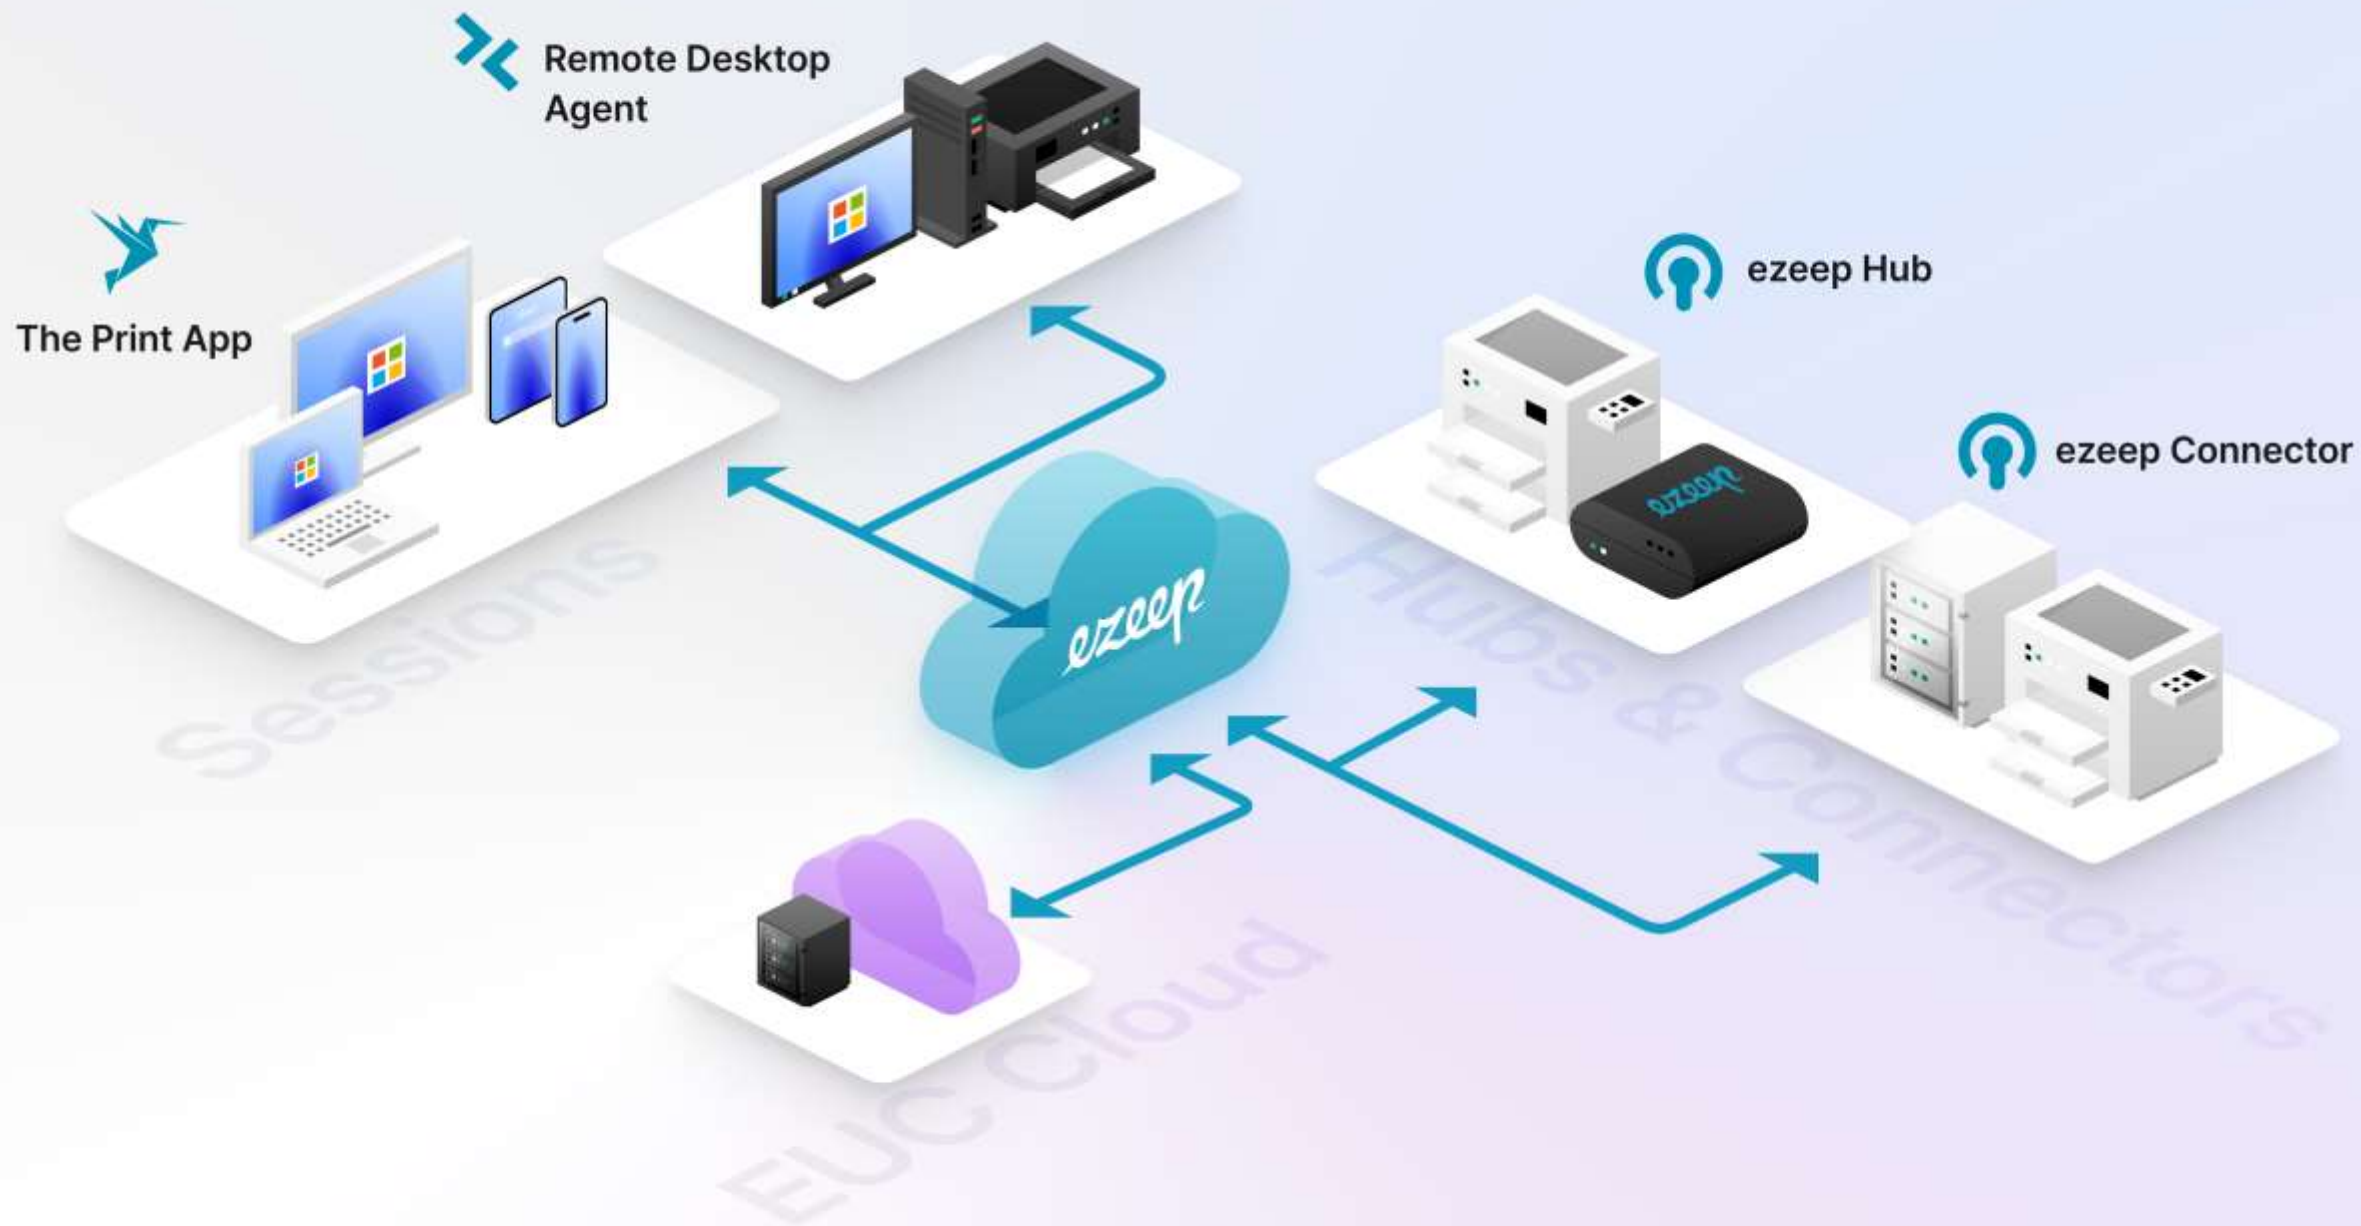 Remote Desktop
Agent
The Print App
ezeep Hub
ezeep Connector
ezeep
ezeep
Sessions
Hubs & Connectors
EUC Cloud